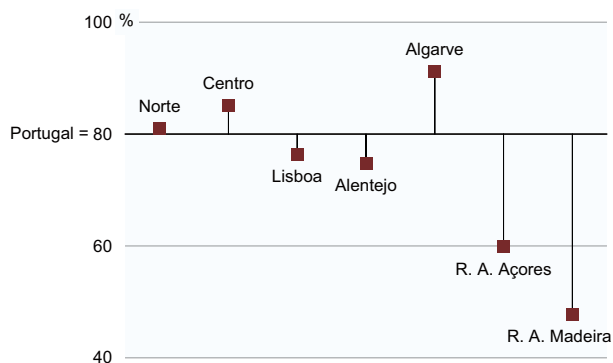 100 %
Algarve
Centro
Norte
Portugal = 80
Lisboa
Alentejo
60
R. A. Açores
R. A. Madeira
40